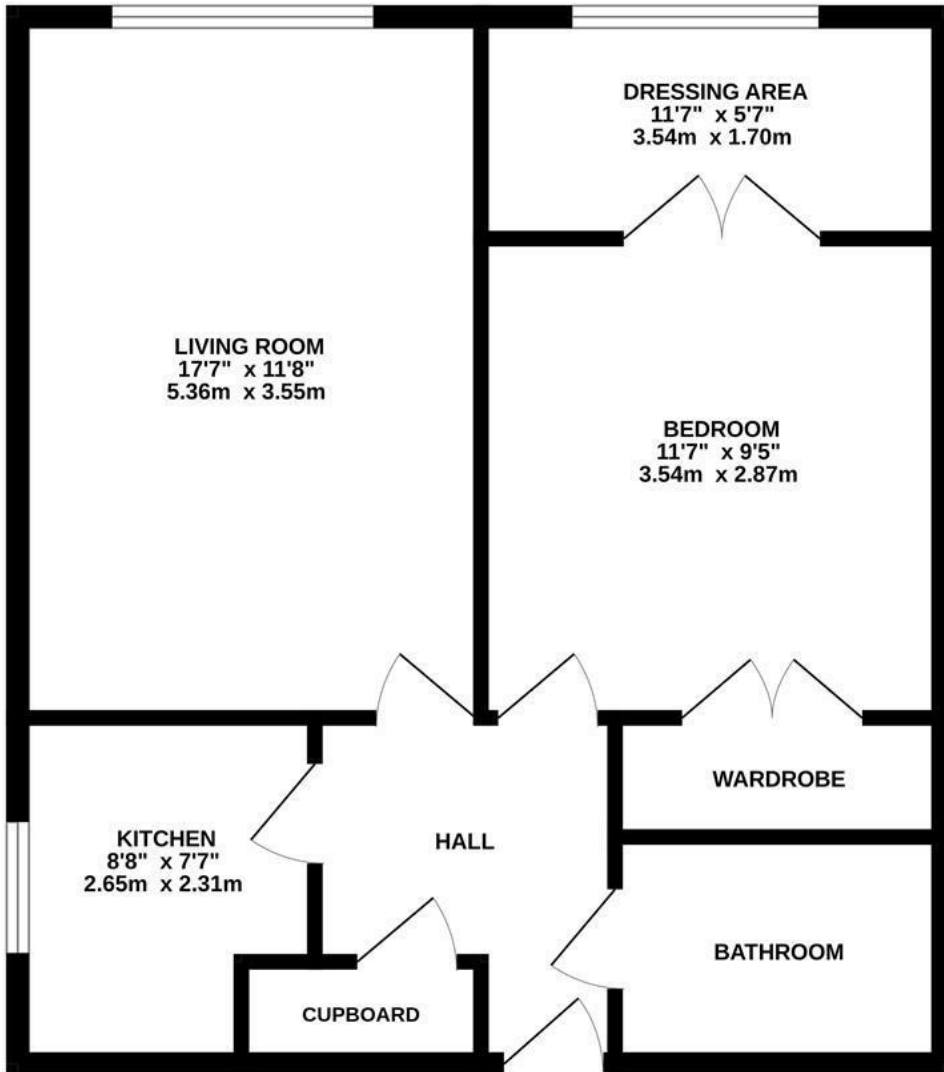 DRESSING AREA
11'7" x 5'7"
3.54m x 1.70m
LIVING ROOM
17'7" x 11'8"
5.36m x 3.55m
BEDROOM
11'7" x 9'5"
3.54m x 2.87m
WARDROBE
KITCHEN
8'8" x 7'7"
2.65m x 2.31m
HALL
BATHROOM
CUPBOARD